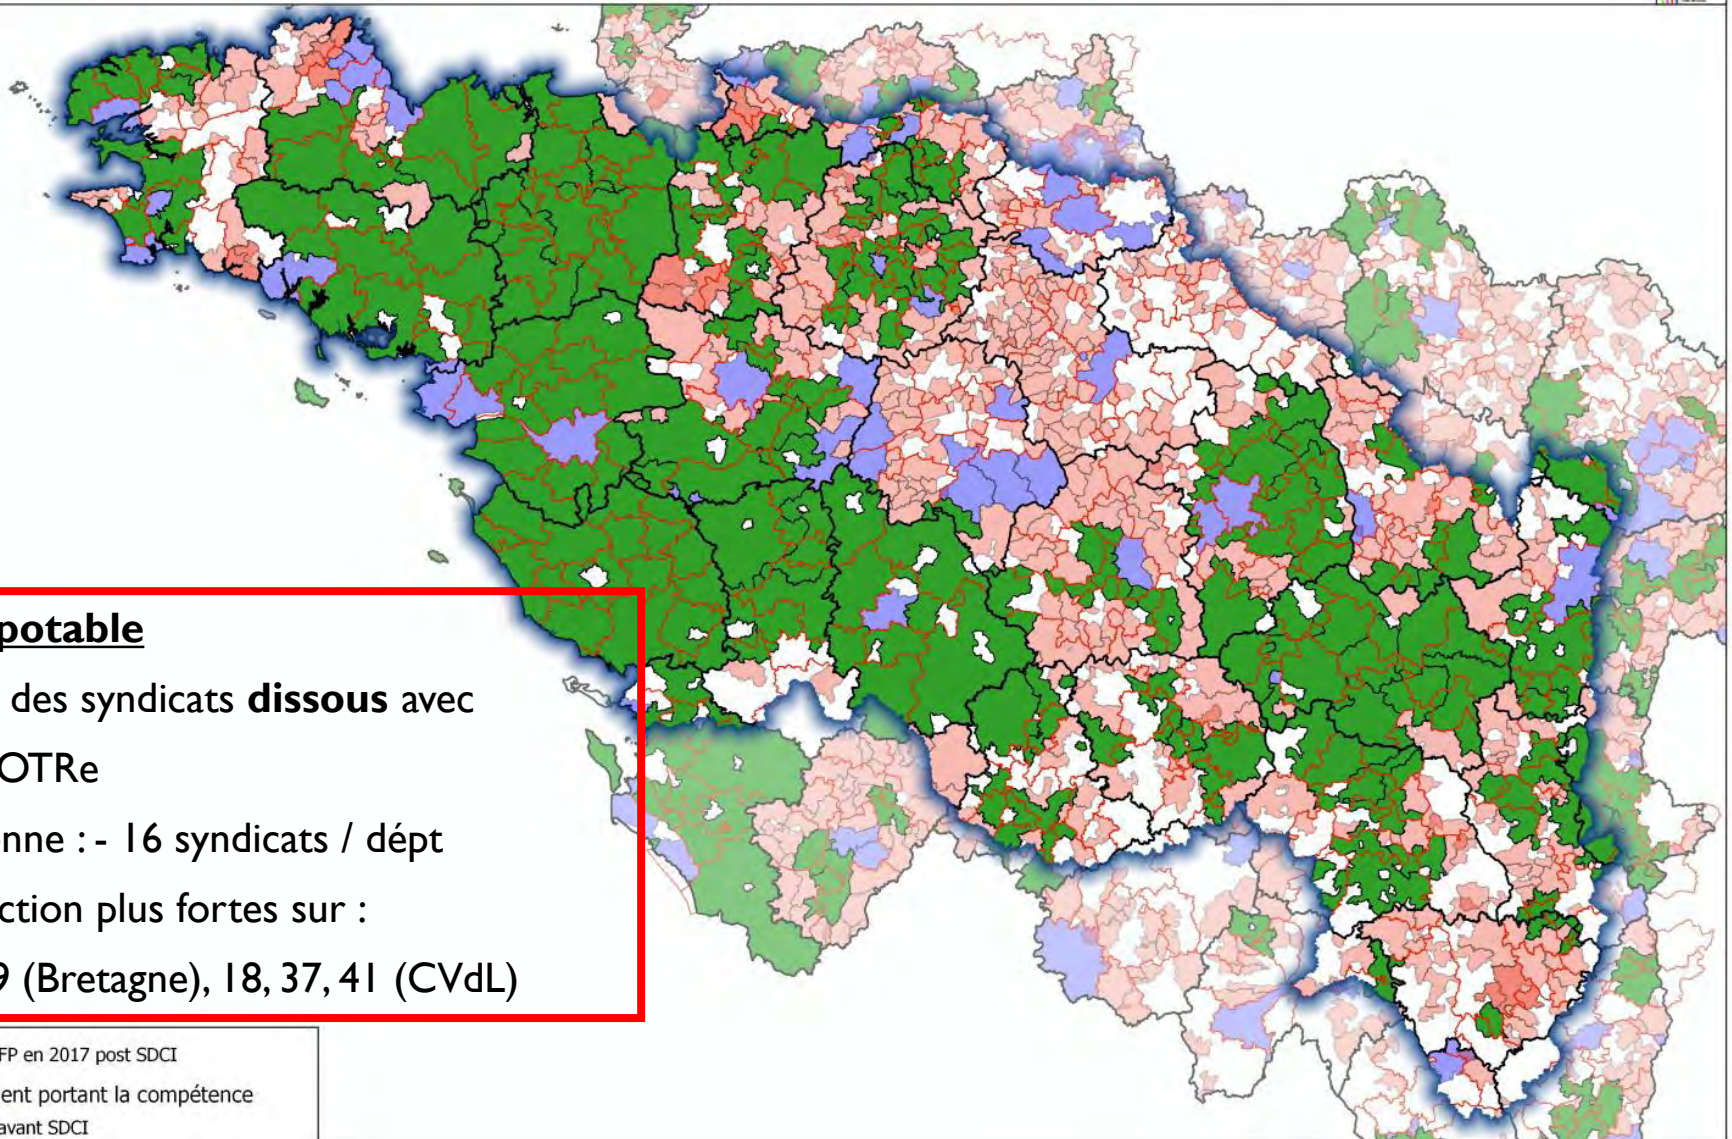 potable
des syndicats dissous avec
OTRe
nne : - 16 syndicats / dépt
ction plus fortes sur :
9 (Bretagne), 18, 37, 41 (CVdL)
FP en 2017 post SDCI
ent portant la compétence
avant SDCI